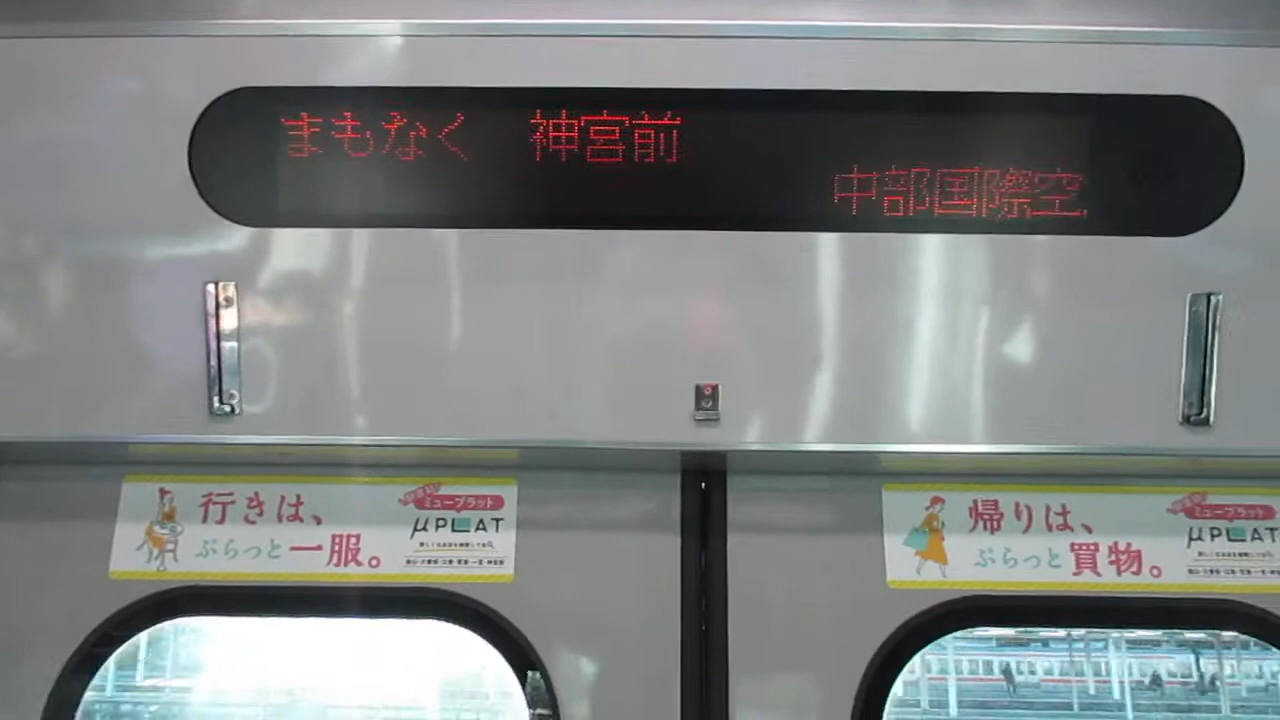 まもなく 神宮前
中部国際空
行きは、
ぷらっと一服。
ミュープラット
μPLAT
帰りは、
ぷらっと買物。
ミュープラット
μPLAT